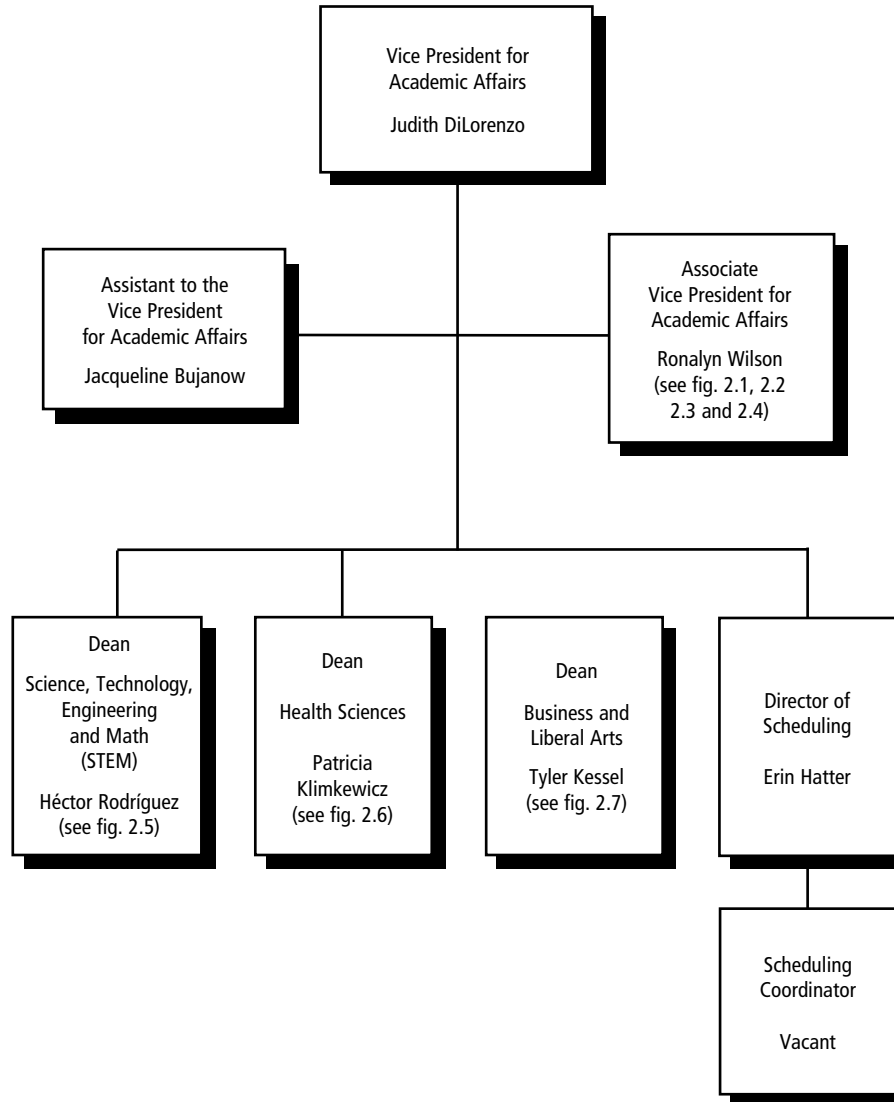 Vice President for
Academic Affairs
Judith DiLorenzo
Assistant to the
Vice President
for Academic Affairs
Jacqueline Bujanow
Associate
Vice President for
Academic Affairs
Ronalyn Wilson
(see fig. 2.1, 2.2
2.3 and 2.4)
Dean
Science, Technology,
Engineering
and Math
(STEM)
Héctor Rodríguez
(see fig. 2.5)
Dean
Health Sciences
Patricia
Klimkewicz
(see fig. 2.6)
Dean
Business and
Liberal Arts
Tyler Kessel
(see fig. 2.7)
Director of
Scheduling
Erin Hatter
Scheduling
Coordinator
Vacant